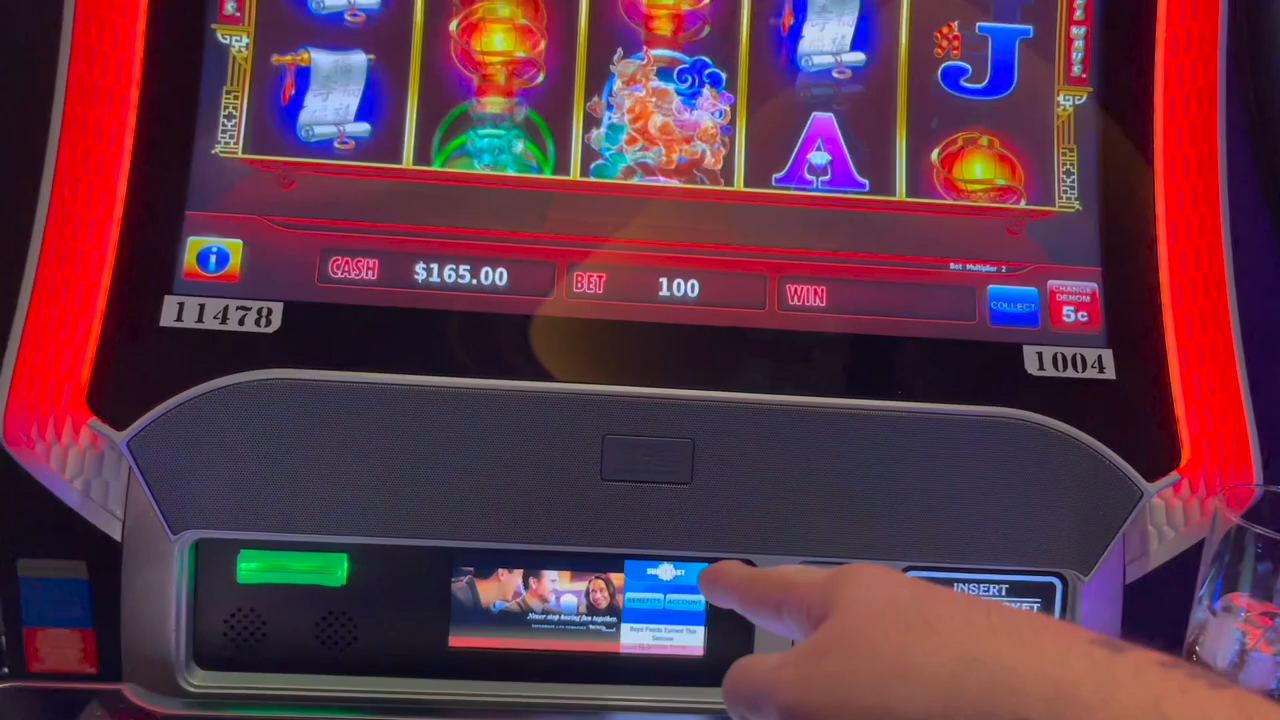 J
A
Bet Multiplier 2
CASH $165.00
BET 100
WIN
COLLECT
CHANGE
DENOM
5c
11478
1004
SUNCOAST
BENEFITS
ACCOUNT
Never stop having fun together.
Boyd Points Earned This
Session
INSERT